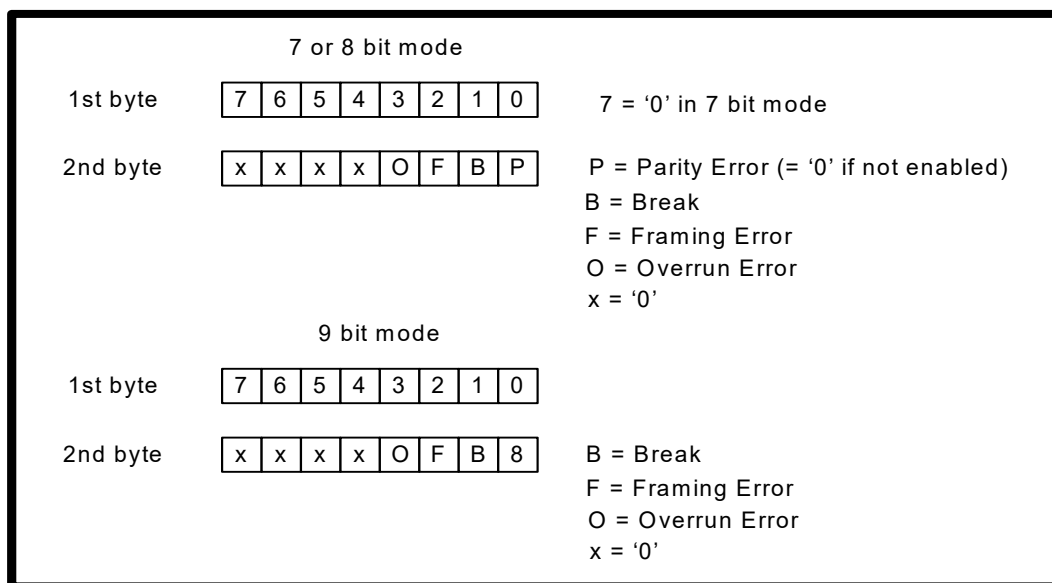 7 or 8 bit mode
1st byte 7 6 5 4 3 2 1 0 7 = ‘0’ in 7 bit mode
2nd byte x x x x O F B P P = Parity Error (= ‘0’ if not enabled)
B = Break
F = Framing Error
O = Overrun Error
x = ‘0’
9 bit mode
1st byte 7 6 5 4 3 2 1 0
2nd byte x x x x O F B 8 B = Break
F = Framing Error
O = Overrun Error
x = ‘0’